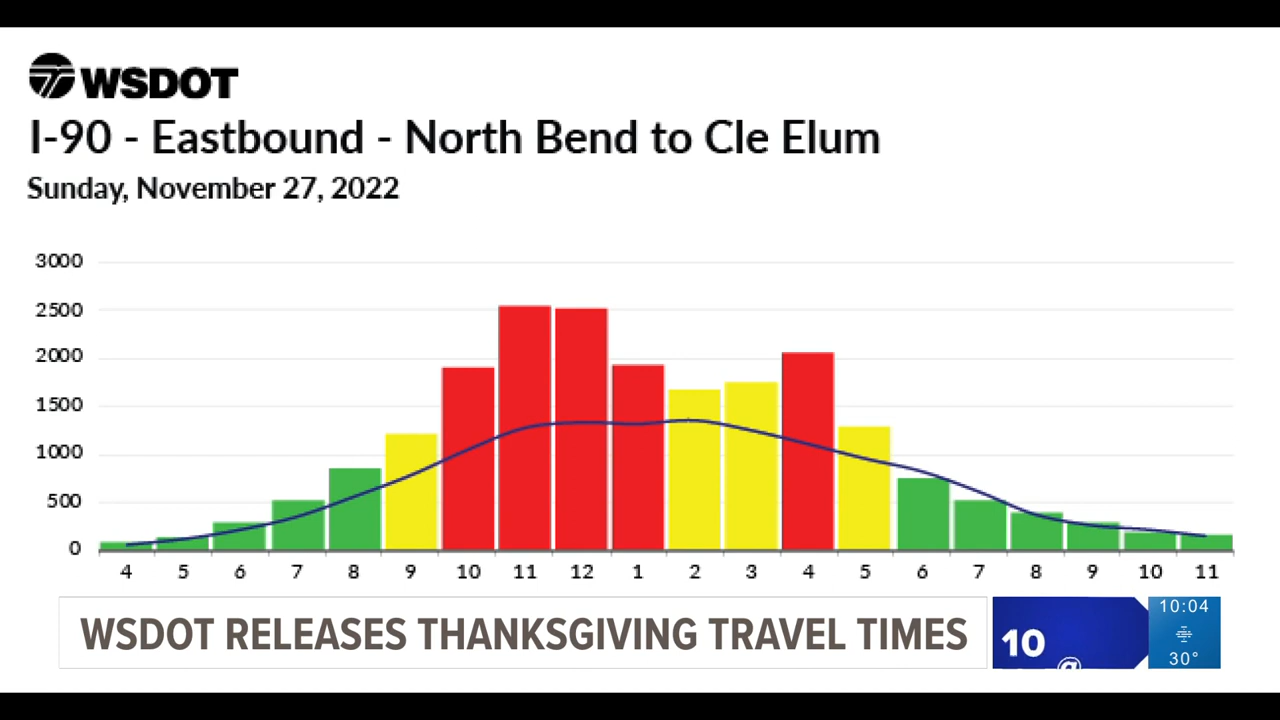 WSDOT
I-90 - Eastbound - North Bend to Cle Elum
Sunday, November 27, 2022
3000
2500
2000
1500
1000
500
0
4 5 6 7 8 9 10 11 12 1 2 3 4 5 6 7 8 9 10 11
WSDOT RELEASES THANKSGIVING TRAVEL TIMES
10
@
10:04
30°